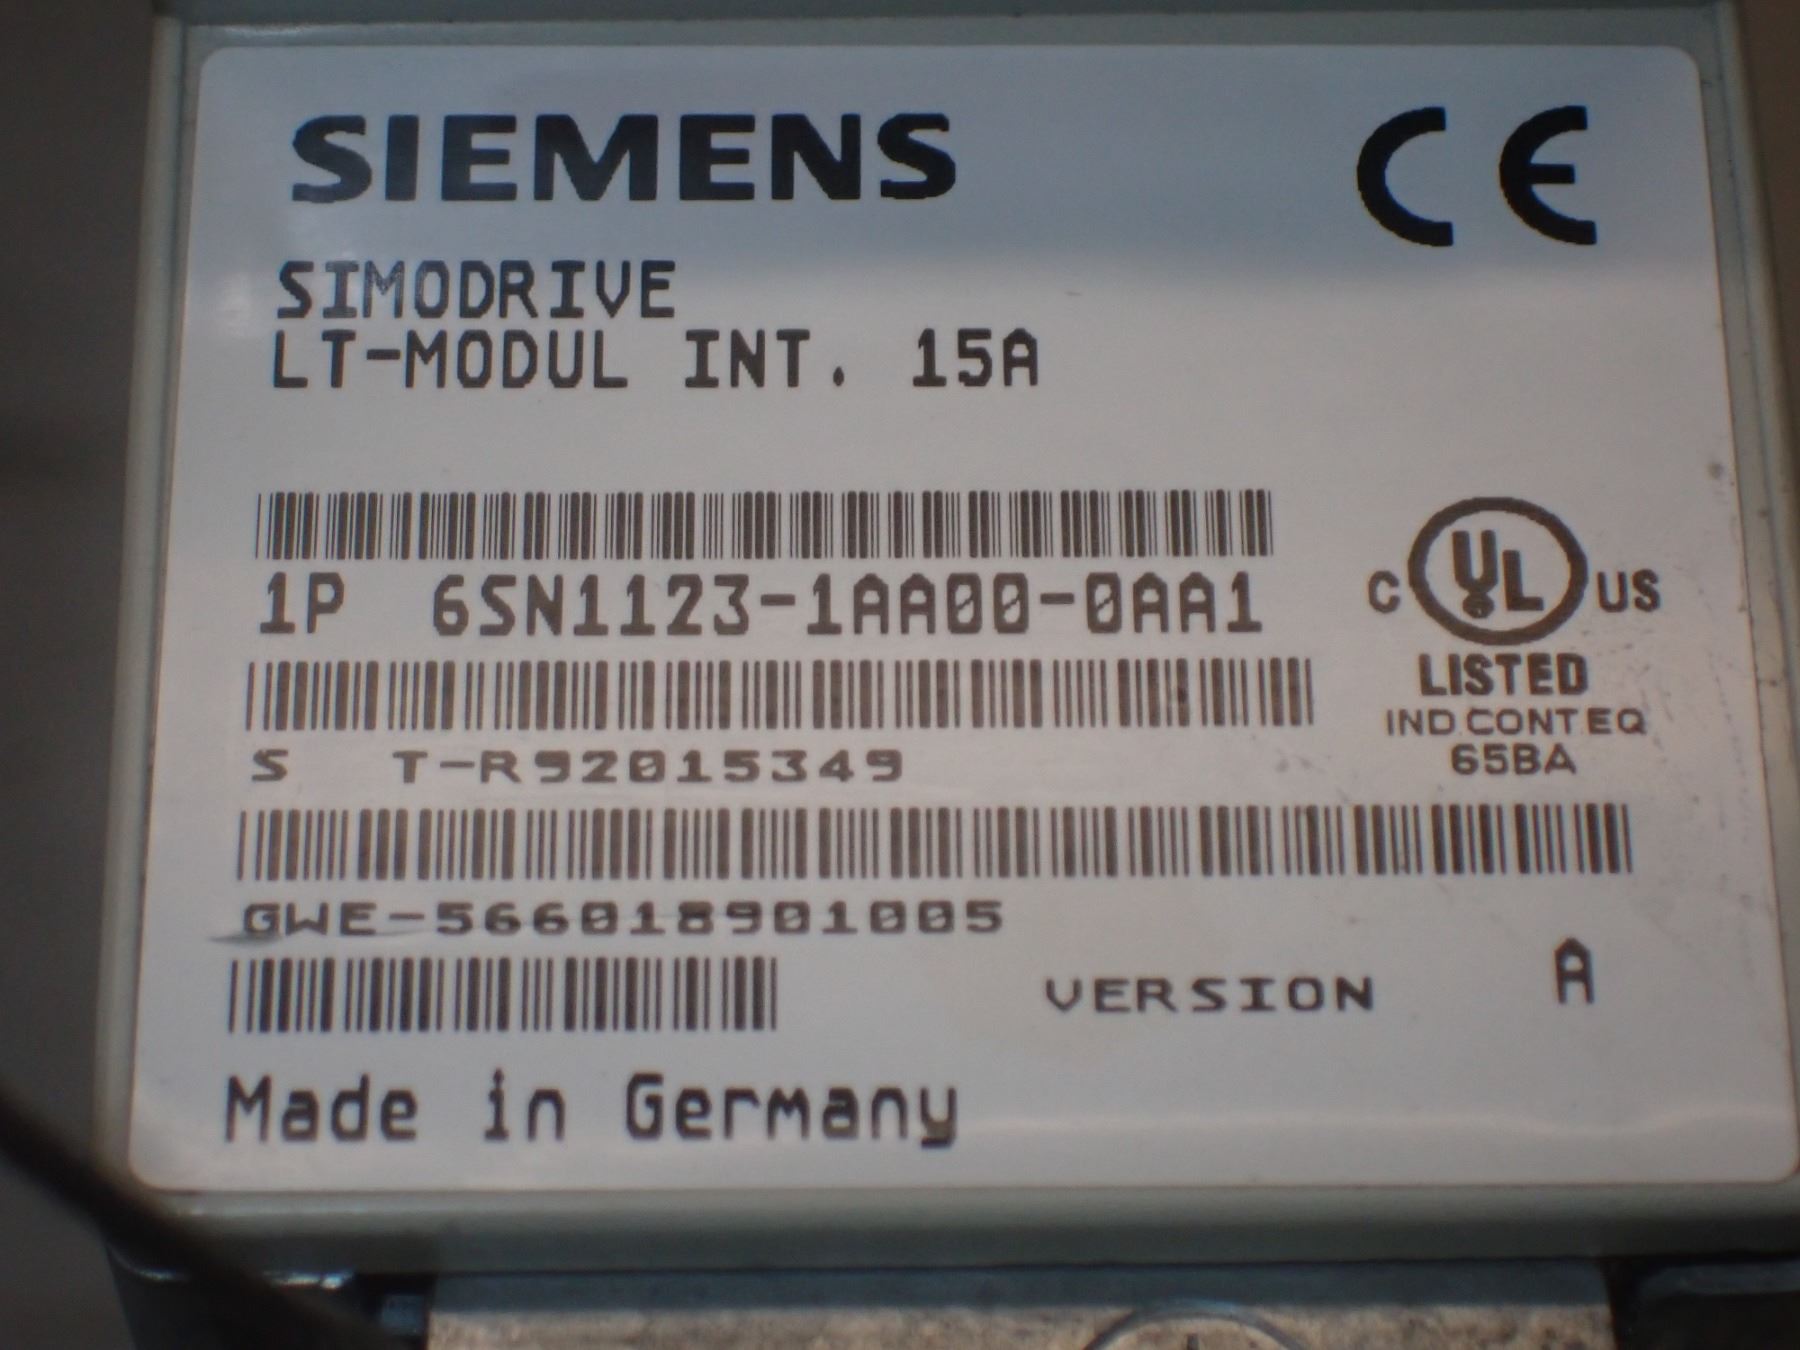 SIEMENS
CE
SIMODRIVE
LT-MODUL INT. 15A
1P 6SN1123-1AA00-0AA1
C UL US
LISTED
IND.CONT.EQ
65BA
S T-R92015349
GWE-566018901005
VERSION A
Made in Germany